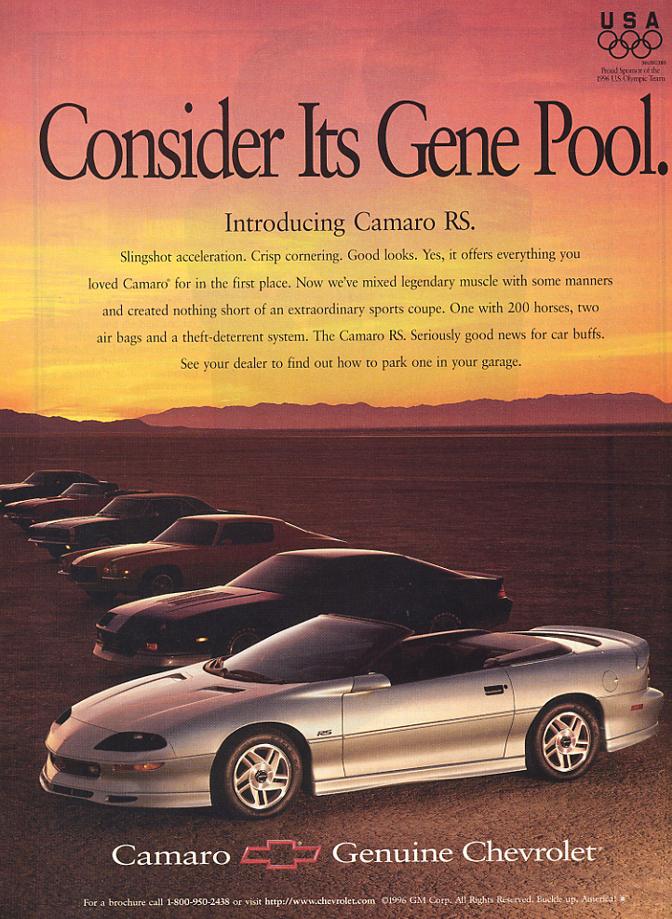 USA
Proud Sponsor of the
1996 U.S. Olympic Team
Consider Its Gene Pool.
Introducing Camaro RS.
Slingshot acceleration. Crisp cornering. Good looks. Yes, it offers everything you
loved Camaro® for in the first place. Now we've mixed legendary muscle with some manners
and created nothing short of an extraordinary sports coupe. One with 200 horses, two
air bags and a theft-deterrent system. The Camaro RS. Seriously good news for car buffs.
See your dealer to find out how to park one in your garage.
RS
Camaro Genuine Chevrolet
For a brochure call 1-800-950-2438 or visit http://www.chevrolet.com ©1996 GM Corp. All Rights Reserved. Buckle up, America!